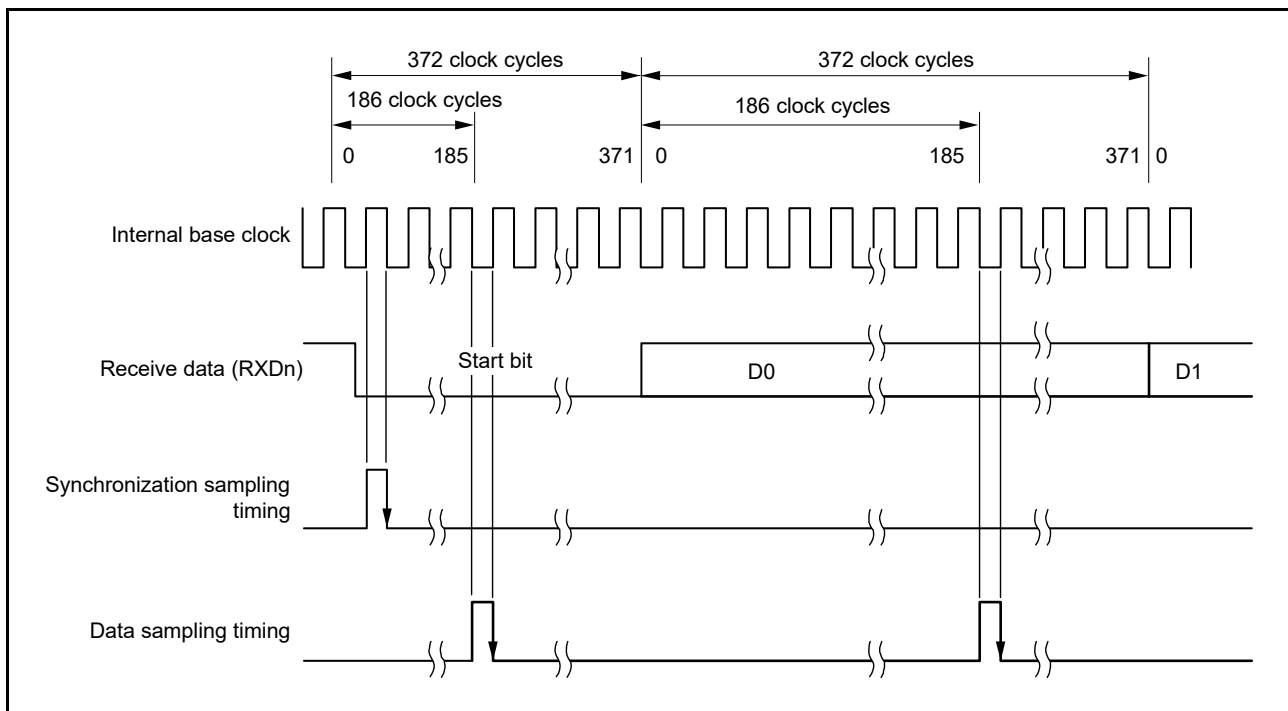 372 clock cycles 372 clock cycles
186 clock cycles 186 clock cycles
0 185 371 0 185 371 0
Internal base clock
Receive data (RXDn) Start bit D0 D1
Synchronization sampling
timing
Data sampling timing